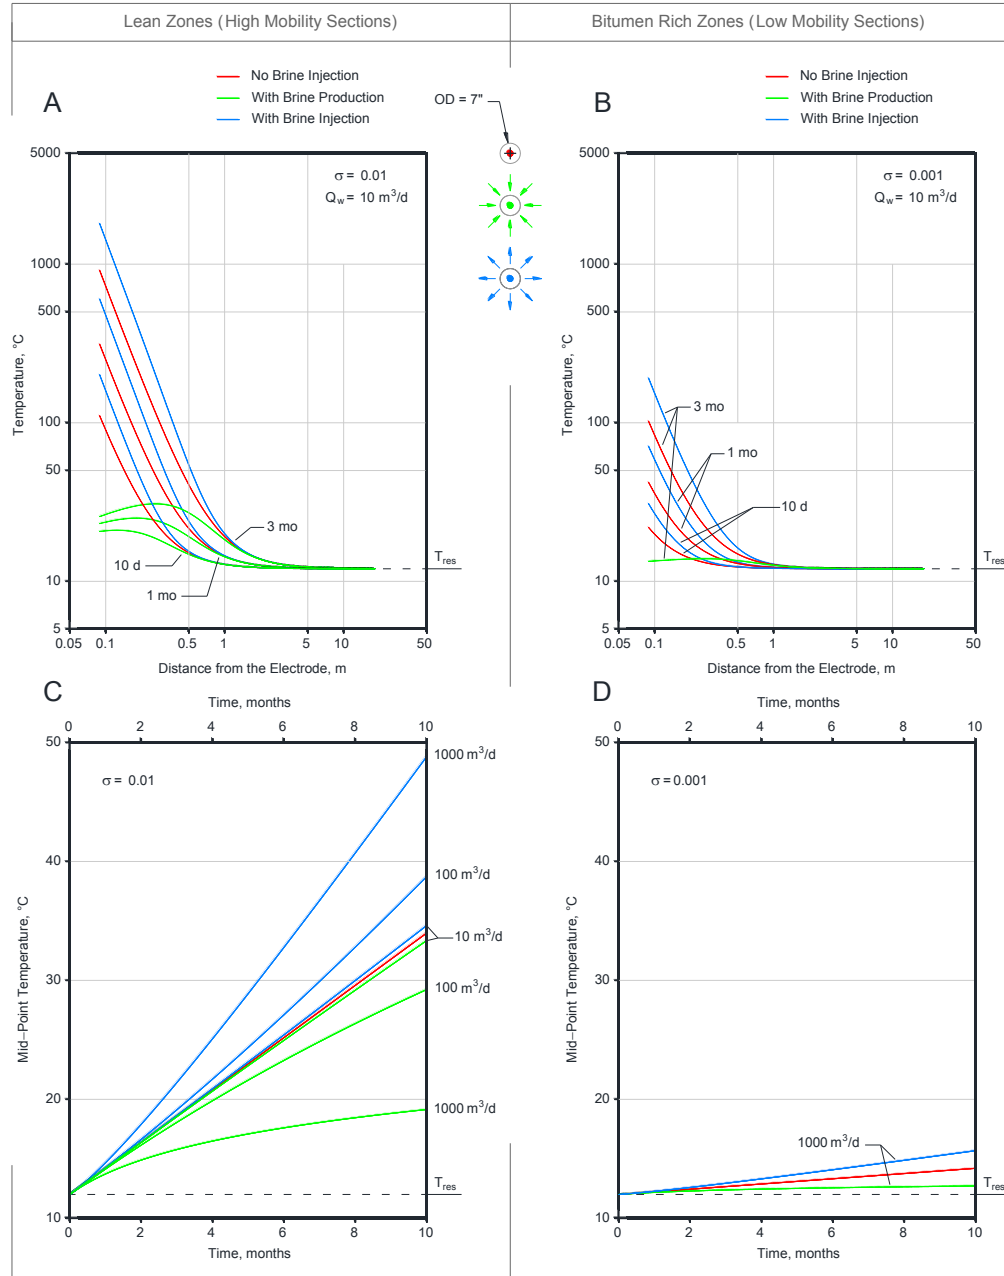 Lean Zones (High Mobility Sections)
Bitumen Rich Zones (Low Mobility Sections)
No Brine Injection
With Brine Production
With Brine Injection
A
OD = 7"
No Brine Injection
With Brine Production
With Brine Injection
B
5000
1000
500
100
50
10
5
Temperature, °C
σ = 0.01
Q_w = 10 m³/d
3 mo
10 d
1 mo
T_res
0.05 0.1 0.5 1 5 10 50
Distance from the Electrode, m
5000
1000
500
100
50
10
5
Temperature, °C
σ = 0.001
Q_w = 10 m³/d
3 mo
1 mo
10 d
T_res
0.05 0.1 0.5 1 5 10 50
Distance from the Electrode, m
C
Time, months
0 2 4 6 8 10
50
40
30
20
10
Mid–Point Temperature, °C
σ = 0.01
1000 m³/d
100 m³/d
10 m³/d
100 m³/d
1000 m³/d
T_res
0 2 4 6 8 10
Time, months
D
Time, months
0 2 4 6 8 10
50
40
30
20
10
Mid–Point Temperature, °C
σ = 0.001
1000 m³/d
T_res
0 2 4 6 8 10
Time, months